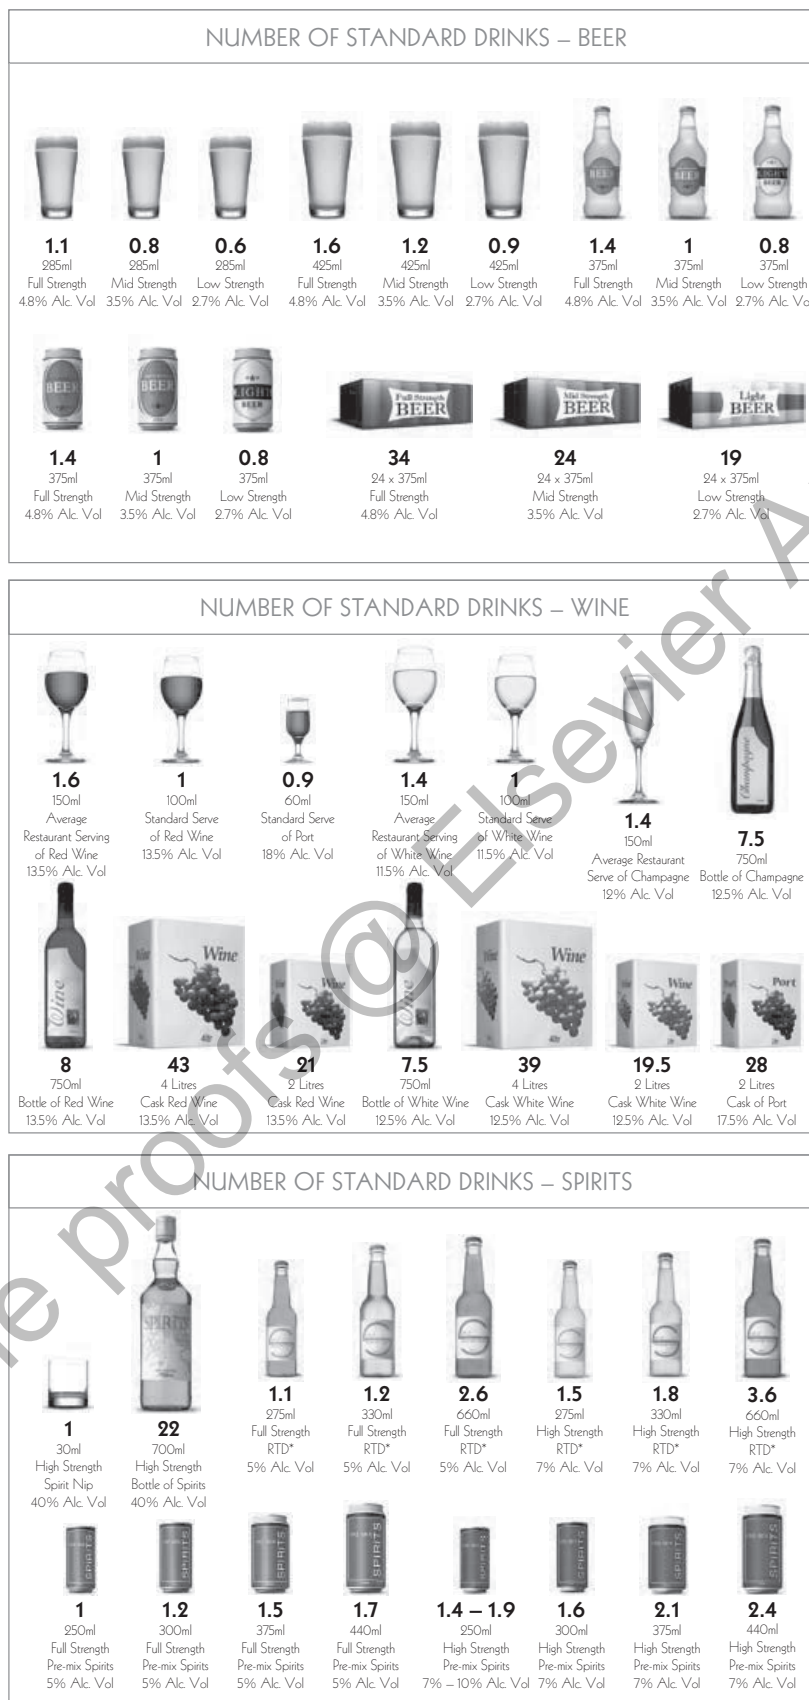 NUMBER OF STANDARD DRINKS – BEER
BEER BEER LIGHT BEER
1.1 0.8 0.6 1.6 1.2 0.9 1.4 1 0.8
285ml 285ml 285ml 425ml 425ml 425ml 375ml 375ml 375ml
Full Strength Mid Strength Low Strength Full Strength Mid Strength Low Strength Full Strength Mid Strength Low Strength
4.8% Alc. Vol 3.5% Alc. Vol 2.7% Alc. Vol 4.8% Alc. Vol 3.5% Alc. Vol 2.7% Alc. Vol 4.8% Alc. Vol 3.5% Alc. Vol 2.7% Alc. Vo
BEER BEER LIGHT BEER Full Strength BEER Mid Strength BEER Light BEER
1.4 1 0.8 34 24 19
375ml 375ml 375ml 24 x 375ml 24 x 375ml 24 x 375ml
Full Strength Mid Strength Low Strength Full Strength Mid Strength Low Strength
4.8% Alc. Vol 3.5% Alc. Vol 2.7% Alc. Vol 4.8% Alc. Vol 3.5% Alc. Vol 2.7% Alc. Vol
NUMBER OF STANDARD DRINKS – WINE
Champagne
1.6 1 0.9 1.4 1 1.4 7.5
150ml 100ml 60ml 150ml 100ml 150ml 750ml
Average Standard Serve Standard Serve Average Standard Serve Average Restaurant Bottle of Champagne
Restaurant Serving of Red Wine of Port Restaurant Serving of White Wine Serve of Champagne 12.5% Alc. Vol
of Red Wine 13.5% Alc. Vol 18% Alc. Vol of White Wine 11.5% Alc. Vol 12% Alc. Vol
13.5% Alc. Vol 11.5% Alc. Vol
Wine Wine Wine Wine Wine Wine Port
8 43 21 7.5 39 19.5 28
750ml 4 Litres 2 Litres 750ml 4 Litres 2 Litres 2 Litres
Bottle of Red Wine Cask Red Wine Cask Red Wine Bottle of White Wine Cask White Wine Cask White Wine Cask of Port
13.5% Alc. Vol 13.5% Alc. Vol 13.5% Alc. Vol 12.5% Alc. Vol 12.5% Alc. Vol 12.5% Alc. Vol 17.5% Alc. Vol
NUMBER OF STANDARD DRINKS – SPIRITS
SPIRITS
1 22 1.1 1.2 2.6 1.5 1.8 3.6
30ml 700ml 275ml 330ml 660ml 275ml 330ml 660ml
High Strength High Strength Full Strength Full Strength Full Strength High Strength High Strength High Strength
Spirit Nip Bottle of Spirits RTD* RTD* RTD* RTD* RTD* RTD*
40% Alc. Vol 40% Alc. Vol 5% Alc. Vol 5% Alc. Vol 5% Alc. Vol 7% Alc. Vol 7% Alc. Vol 7% Alc. Vol
SPIRITS SPIRITS SPIRITS SPIRITS SPIRITS SPIRITS SPIRITS SPIRITS
1 1.2 1.5 1.7 1.4 – 1.9 1.6 2.1 2.4
250ml 300ml 375ml 440ml 250ml 300ml 375ml 440ml
Full Strength Full Strength Full Strength Full Strength High Strength High Strength High Strength High Strength
Pre-mix Spirits Pre-mix Spirits Pre-mix Spirits Pre-mix Spirits Pre-mix Spirits Pre-mix Spirits Pre-mix Spirits Pre-mix Spirits
5% Alc. Vol 5% Alc. Vol 5% Alc. Vol 5% Alc. Vol 7% – 10% Alc. Vol 7% Alc. Vol 7% Alc. Vol 7% Alc. Vol
le proofs @ Elsevier A